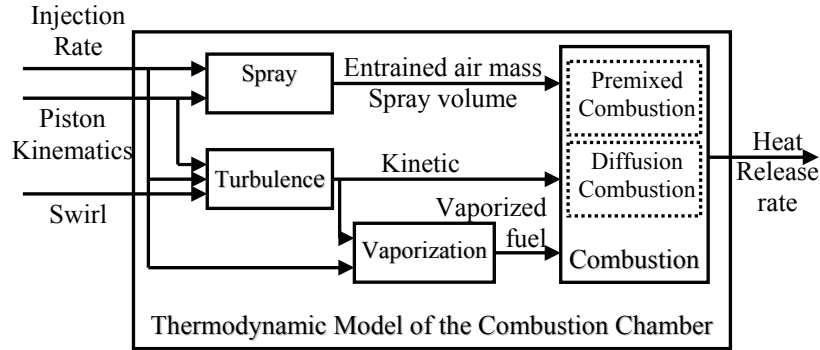 Injection
Rate
Piston
Kinematics
Swirl
Spray
Turbulence
Vaporization
Entrained air mass
Spray volume
Kinetic
Vaporized
fuel
Premixed
Combustion
Diffusion
Combustion
Combustion
Heat
Release
rate
Thermodynamic Model of the Combustion Chamber